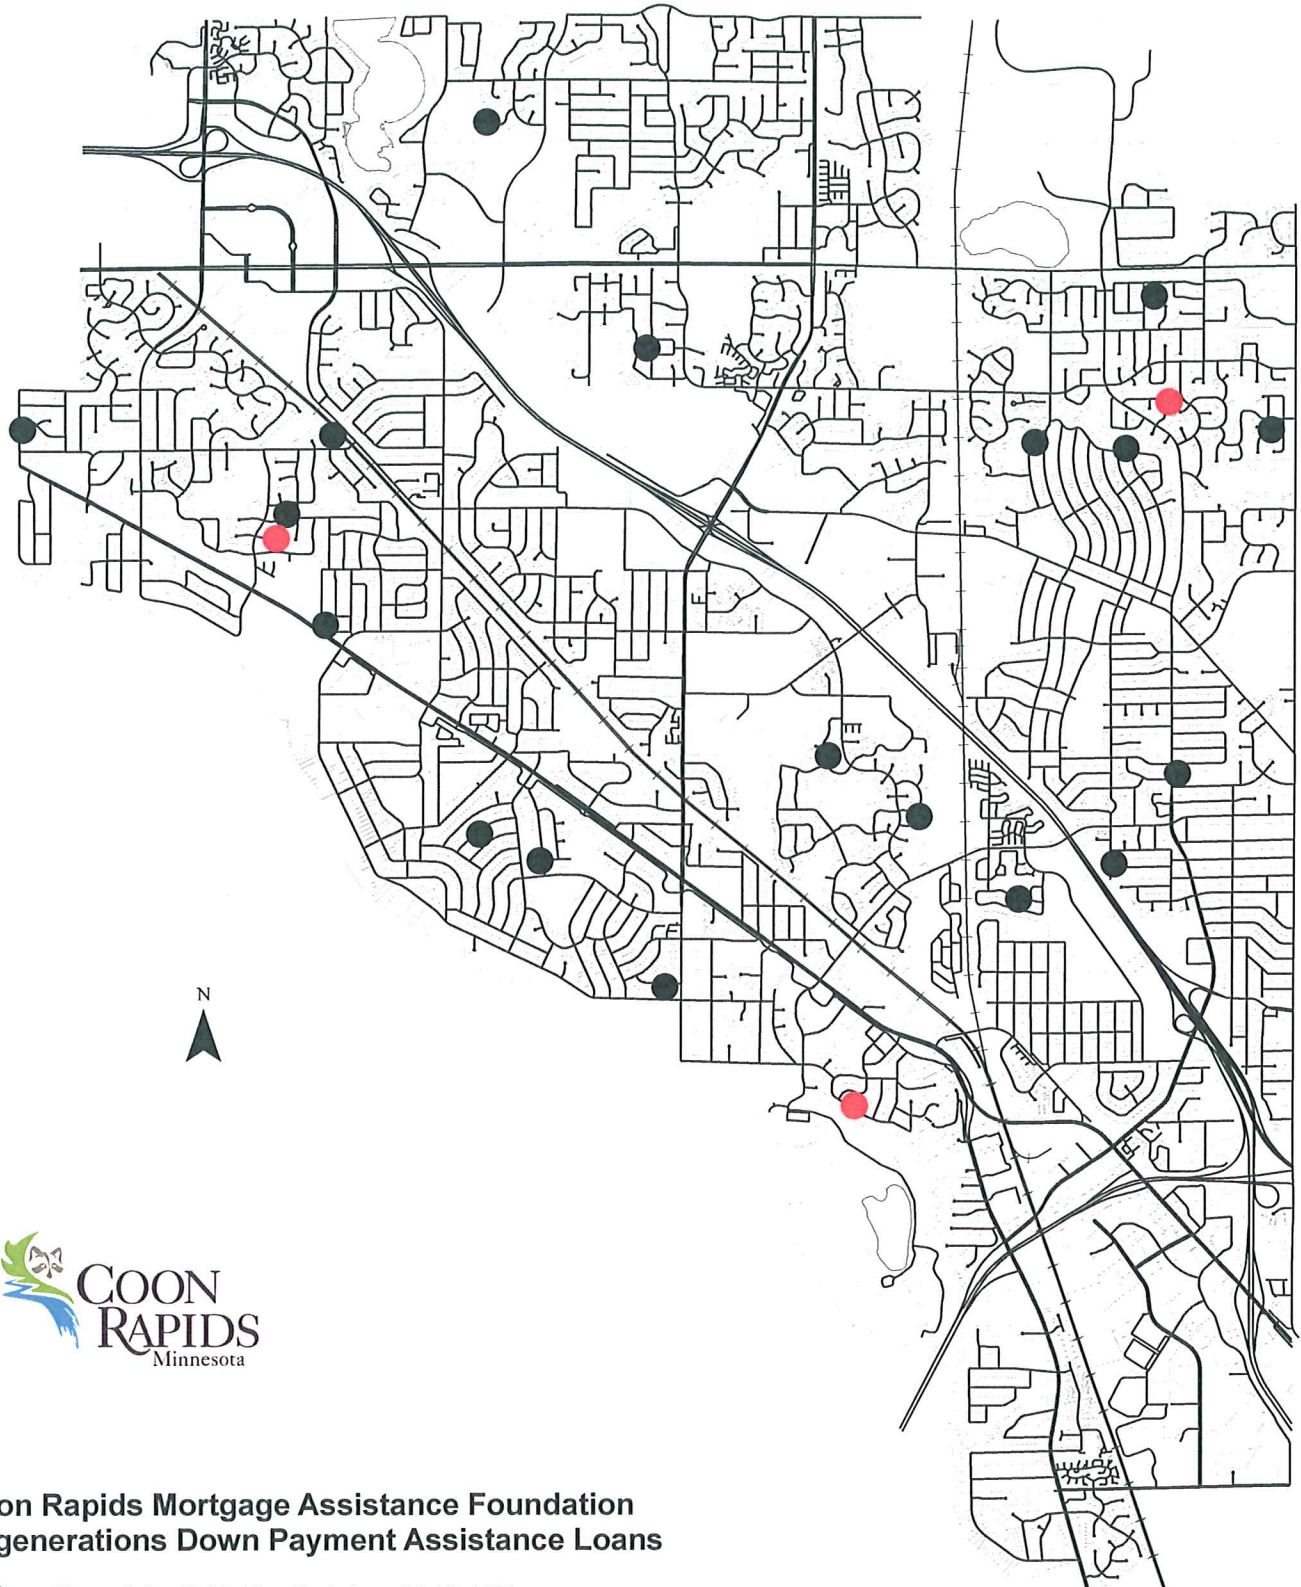 N
COON
RAPIDS
Minnesota
on Rapids Mortgage Assistance Foundation
generations Down Payment Assistance Loans